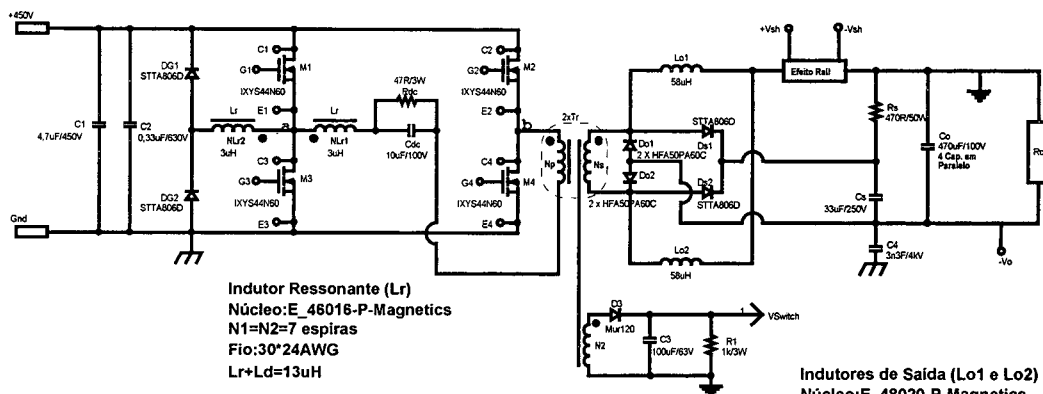 +450V
C1
4,7uF/450V
C2
0,33uF/630V
DG1
STTA806D
DG2
STTA806D
Gnd
Lr
NLr2
3uH
C1
G1
M1
IXYS44N60
E1
a
C3
G3
M3
IXYS44N60
E3
Lr
NLr1
3uH
47R/3W
Rdc
Cdc
10uF/100V
C2
G2
M2
IXYS44N60
E2
b
C4
G4
M4
IXYS44N60
E4
2xTr
Np
Ns
Lo1
58uH
STTA806D
Do1
Ds1
2 X HFA50PA60C
Do2
Ds2
2 x HFA50PA60C
STTA806D
Lo2
58uH
+Vsh
-Vsh
Efeito Rall
Rs
470R/50W
Co
470uF/100V
4 Cap. em
Paralelo
Ro
Cs
33uF/250V
C4
3n3F/4kV
-Vo
D3
Mur120
N2
C3
100uF/63V
R1
1k/3W
1
VSwitch
Indutor Ressonante (Lr)
Núcleo:E_46016-P-Magnetics
N1=N2=7 espiras
Fio:30*24AWG
Lr+Ld=13uH
Indutores de Saída (Lo1 e Lo2)
Núcleo:E_48020-P-Magnetics